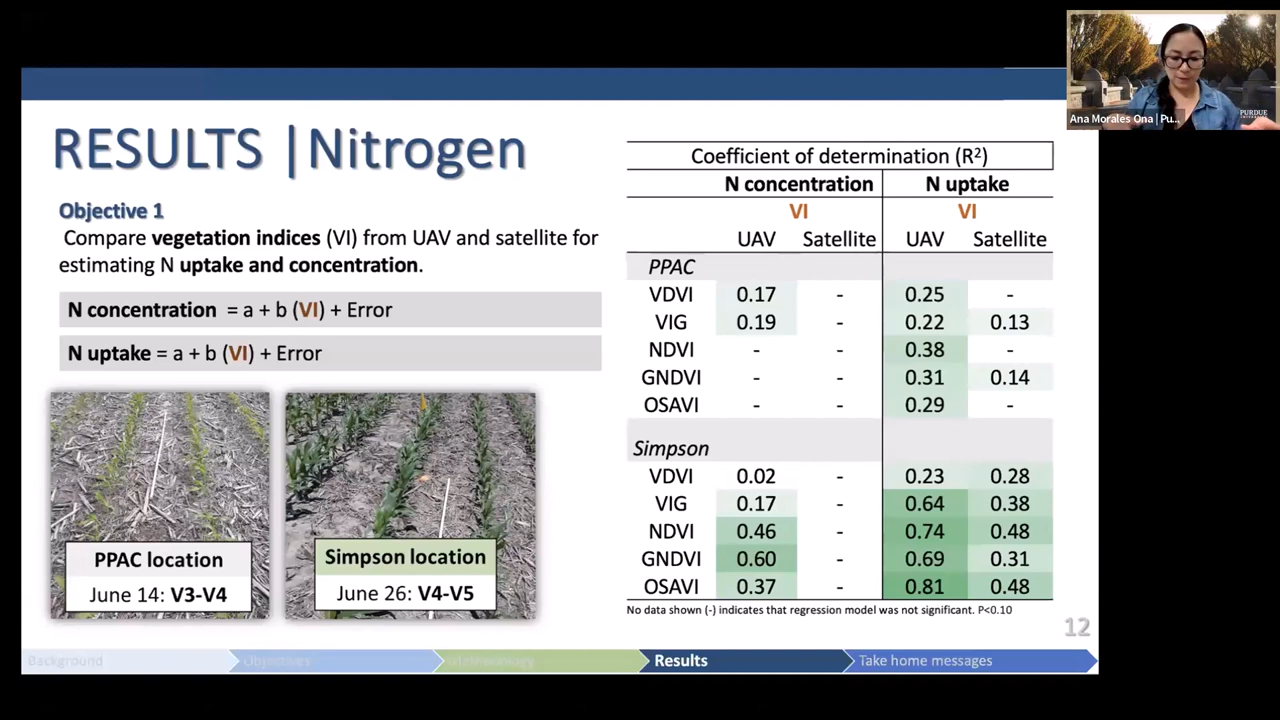 Ana Morales Ona | Pu...
PURDUE
RESULTS | Nitrogen
Objective 1
Compare vegetation indices (VI) from UAV and satellite for
estimating N uptake and concentration.
N concentration = a + b (VI) + Error
N uptake = a + b (VI) + Error
PPAC location
June 14: V3-V4
Simpson location
June 26: V4-V5
Coefficient of determination (R²)
N concentration N uptake
VI VI
UAV Satellite UAV Satellite
PPAC
VDVI 0.17 - 0.25 -
VIG 0.19 - 0.22 0.13
NDVI - - 0.38 -
GNDVI - - 0.31 0.14
OSAVI - - 0.29 -
Simpson
VDVI 0.02 - 0.23 0.28
VIG 0.17 - 0.64 0.38
NDVI 0.46 - 0.74 0.48
GNDVI 0.60 - 0.69 0.31
OSAVI 0.37 - 0.81 0.48
No data shown (-) indicates that regression model was not significant. P<0.10
12
Background Objectives Methodology Results Take home messages